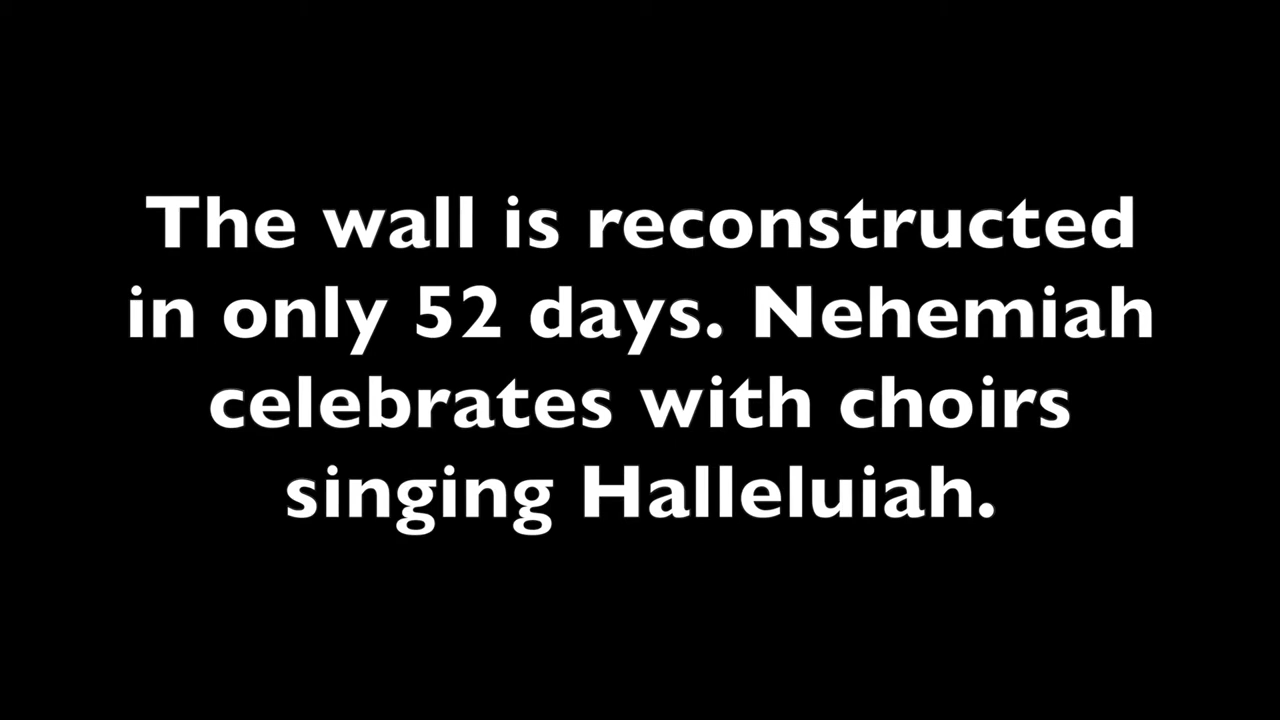 The wall is reconstructed
in only 52 days. Nehemiah
celebrates with choirs
singing Halleluiah.